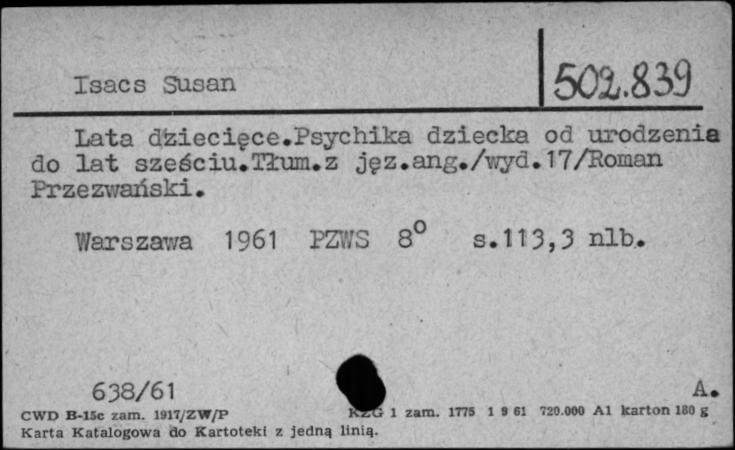 Isacs Susan
502.839
Lata dziecięce.Psychika dziecka od urodzenia
do lat sześciu.Tłum.z jęz.ang./wyd.17/Roman
Przezwański.
Warszawa 1961 PZWS 8° s.113,3 nlb.
638/61
A.
CWD B-15c zam. 1917/ZW/P KZG 1 zam. 1775 1 9 61 720.000 A1 karton 180 g
Karta Katalogowa do Kartoteki z jedną linią.